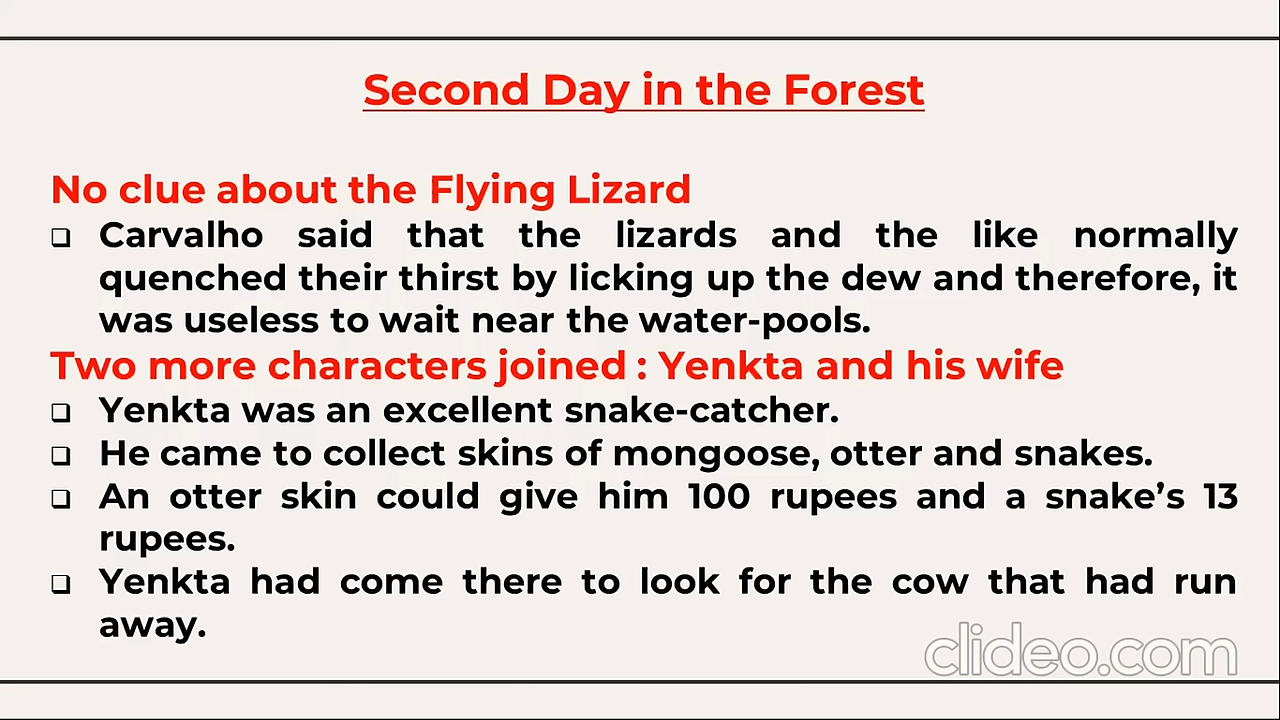 Second Day in the Forest
No clue about the Flying Lizard
❑ Carvalho said that the lizards and the like normally
quenched their thirst by licking up the dew and therefore, it
was useless to wait near the water-pools.
Two more characters joined : Yenkta and his wife
❑ Yenkta was an excellent snake-catcher.
❑ He came to collect skins of mongoose, otter and snakes.
❑ An otter skin could give him 100 rupees and a snake’s 13
rupees.
❑ Yenkta had come there to look for the cow that had run
away.
clideo.com